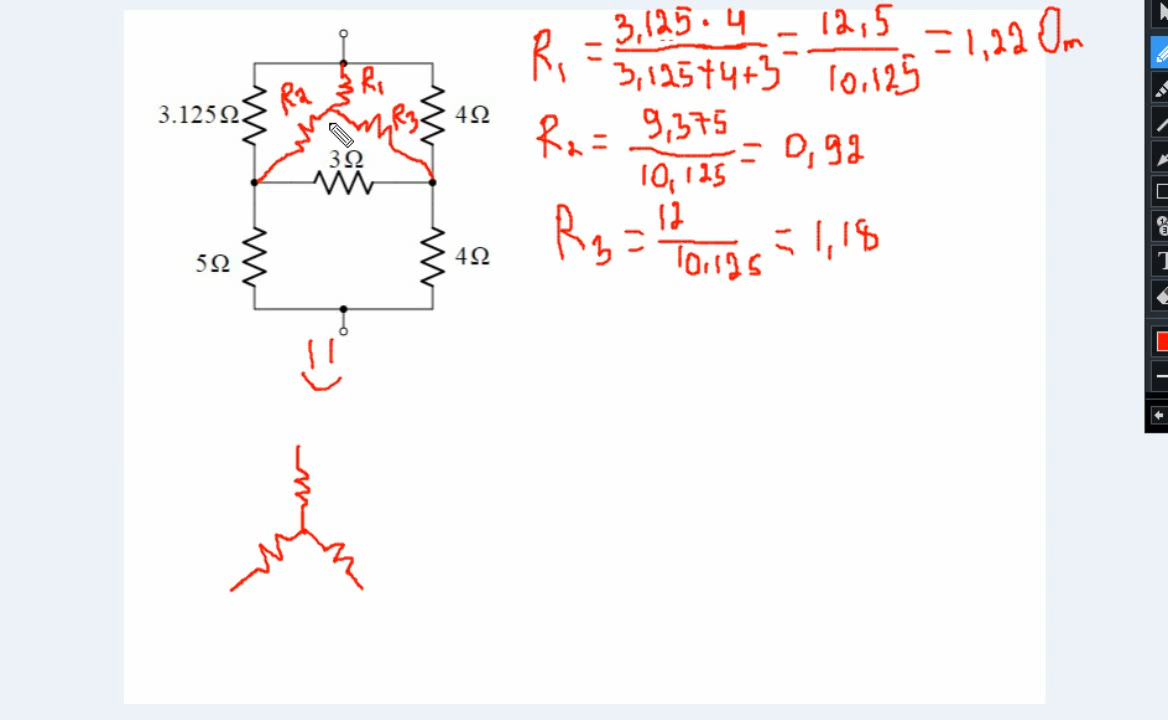 R₁ = 3,125 · 4 / 3,125+4+3 = 12,5 / 10,125 = 1,22 Om
R₂ = 9,375 / 10,125 = 0,92
R₃ = 12 / 10,125 = 1,18
R₂ R₁ R₃
3.125Ω 4Ω
3Ω
5Ω 4Ω